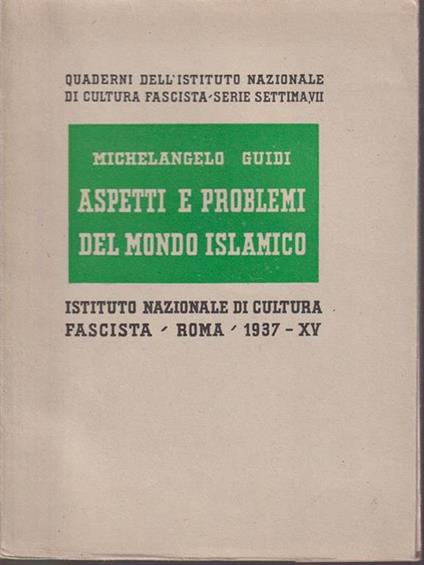 QUADERNI DELL'ISTITUTO NAZIONALE
DI CULTURA FASCISTA-SERIE SETTIMA,VII
MICHELANGELO GUIDI
ASPETTI E PROBLEMI
DEL MONDO ISLAMICO
ISTITUTO NAZIONALE DI CULTURA
FASCISTA - ROMA - 1937 - XV